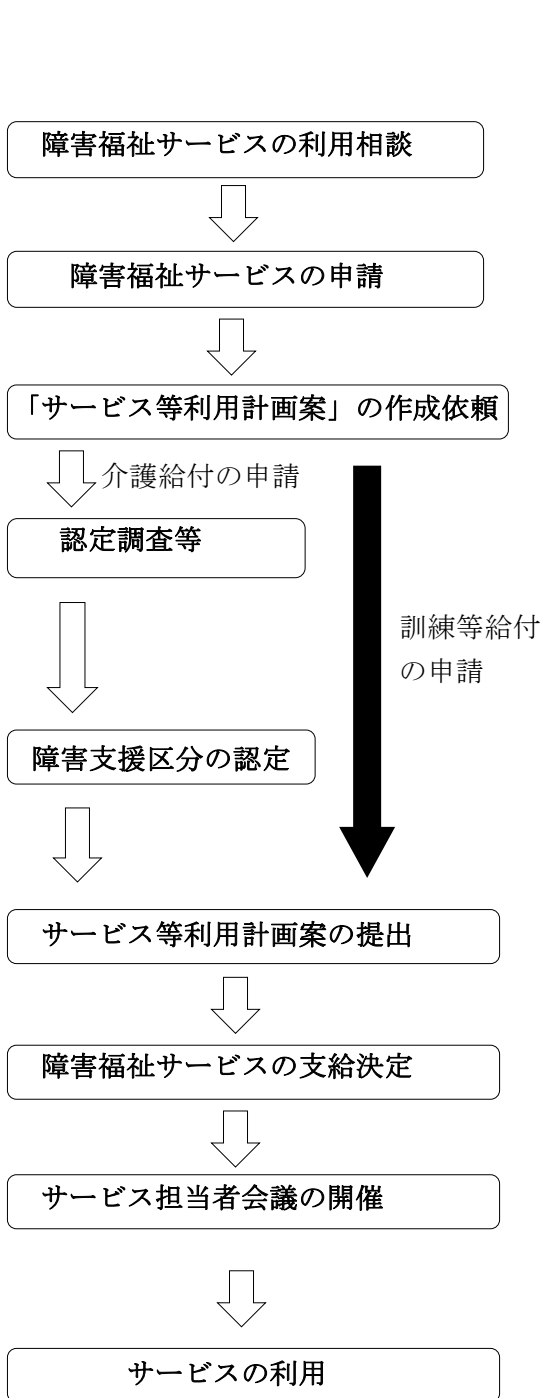 障害福祉サービスの利用相談
障害福祉サービスの申請
「サービス等利用計画案」の作成依頼
介護給付の申請
認定調査等
訓練等給付
の申請
障害支援区分の認定
サービス等利用計画案の提出
障害福祉サービスの支給決定
サービス担当者会議の開催
サービスの利用